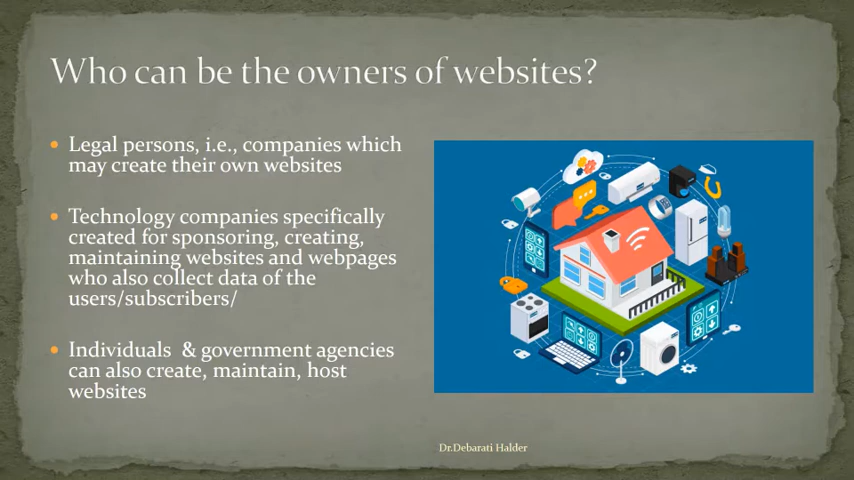 Who can be the owners of websites?
Legal persons, i.e., companies which
may create their own websites
Technology companies specifically
created for sponsoring, creating,
maintaining websites and webpages
who also collect data of the
users/subscribers/
Individuals & government agencies
can also create, maintain, host
websites
Dr.Debarati Halder